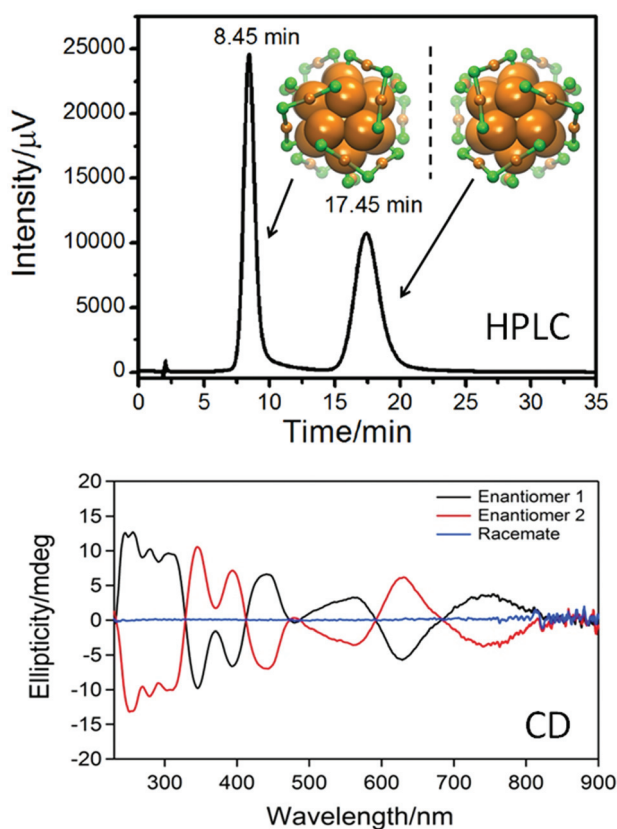 8.45 min
17.45 min
HPLC
Intensity/μV
25000
20000
15000
10000
5000
0
0 5 10 15 20 25 30 35
Time/min
Enantiomer 1
Enantiomer 2
Racemate
CD
Ellipticity/mdeg
20
15
10
5
0
-5
-10
-15
-20
300 400 500 600 700 800 900
Wavelength/nm